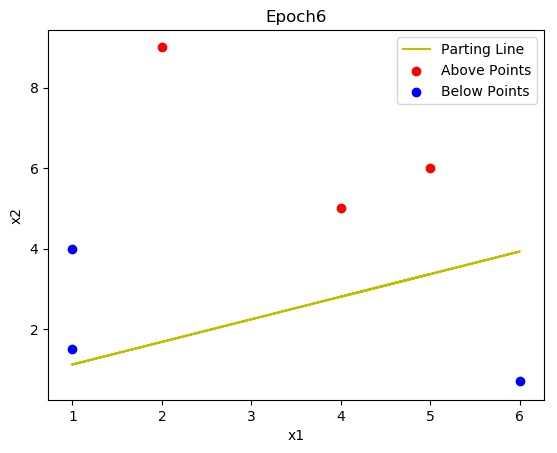 Epoch6
Parting Line
Above Points
Below Points
8
6
4
2
x2
1
2
3
4
5
6
x1